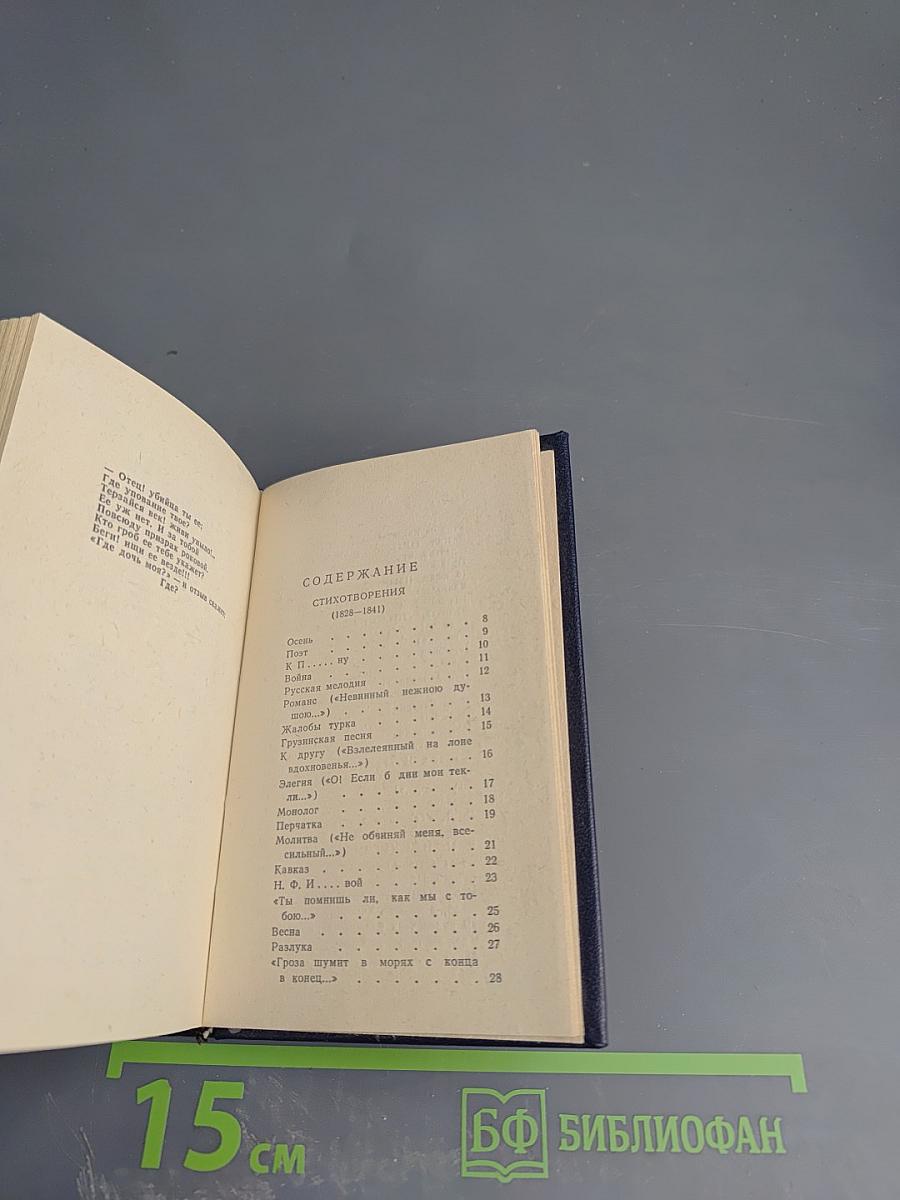 — Отец! убийца ты ее;
Где упование твое?
Терзайся век! живи уныло!..
Ее уж нет. И за тобой
Повсюду призрак роковой.
Кто гроб ее тебе укажет?
Беги! ищи ее везде!!!
«Где дочь моя?» — и отзыв скажет:
Где?
СОДЕРЖАНИЕ
СТИХОТВОРЕНИЯ
(1828—1841)
Осень . . . . . . . . . 8
Поэт . . . . . . . . . 9
К П.....ну . . . . . . . 10
Война . . . . . . . . . 11
Русская мелодия . . . . . . 12
Романс («Невинный нежною ду-
шою...») . . . . . . . . 13
Жалобы турка . . . . . . 14
Грузинская песня . . . . . 15
К другу («Взлелеянный на лоне
вдохновенья...») . . . . . 16
Элегия («О! Если б дни мои тек-
ли...») . . . . . . . . 17
Монолог . . . . . . . . 18
Перчатка . . . . . . . . 19
Молитва («Не обвиняй меня, все-
сильный...») . . . . . . 21
Кавказ . . . . . . . . . 22
Н. Ф. И....вой . . . . . . 23
«Ты помнишь ли, как мы с то-
бою...» . . . . . . . . 25
Весна . . . . . . . . . 26
Разлука . . . . . . . . 27
«Гроза шумит в морях с конца
в конец...» . . . . . . . 28
15 см
БФ БИБЛИОФАН